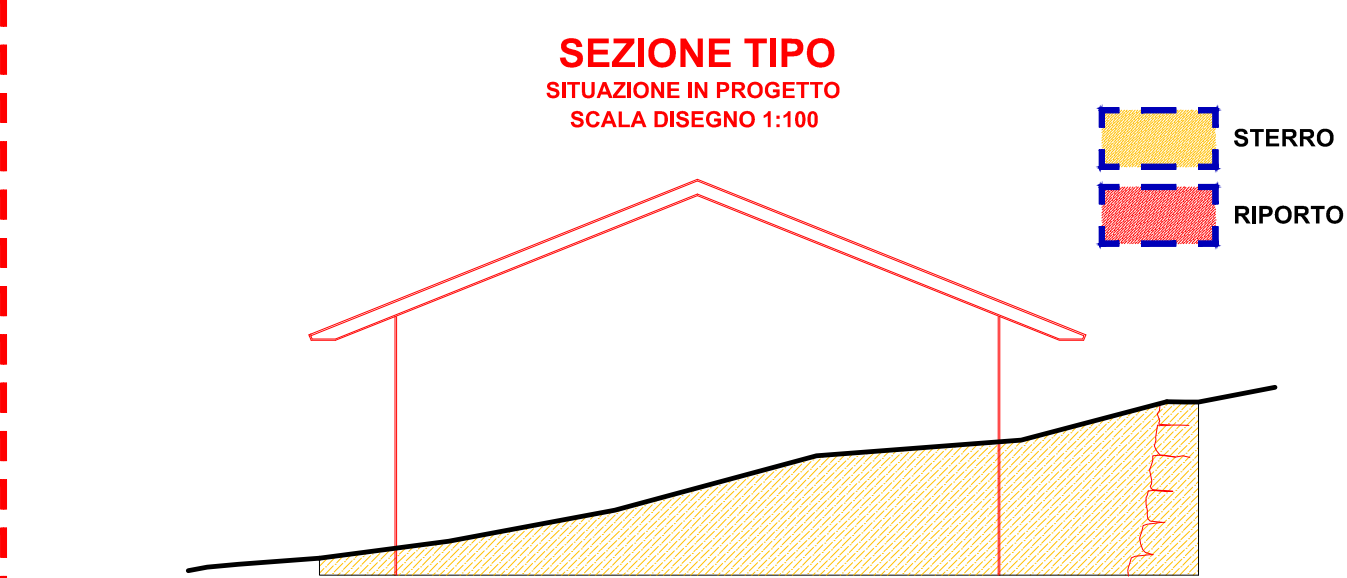 SEZIONE TIPO
SITUAZIONE IN PROGETTO
SCALA DISEGNO 1:100
STERRO
RIPORTO